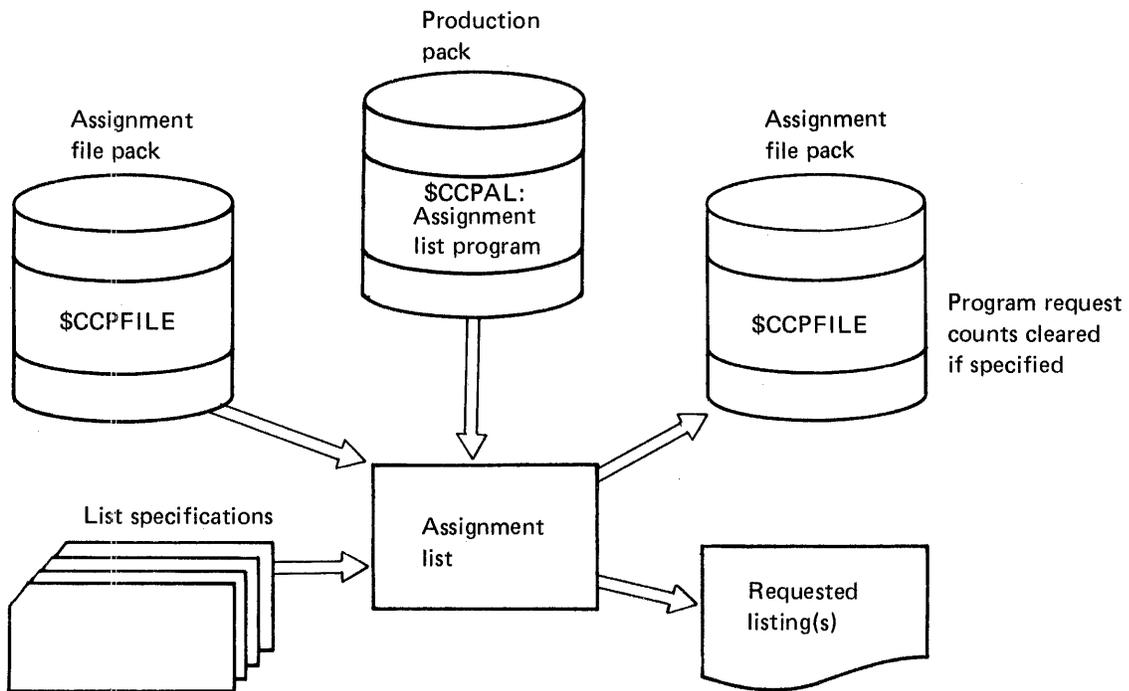 Production
pack
Assignment
file pack
$CCPAL:
Assignment
list program
Assignment
file pack
$CCPFILE
$CCPFILE
Program request
counts cleared
if specified
List specifications
Assignment
list
Requested
listing(s)